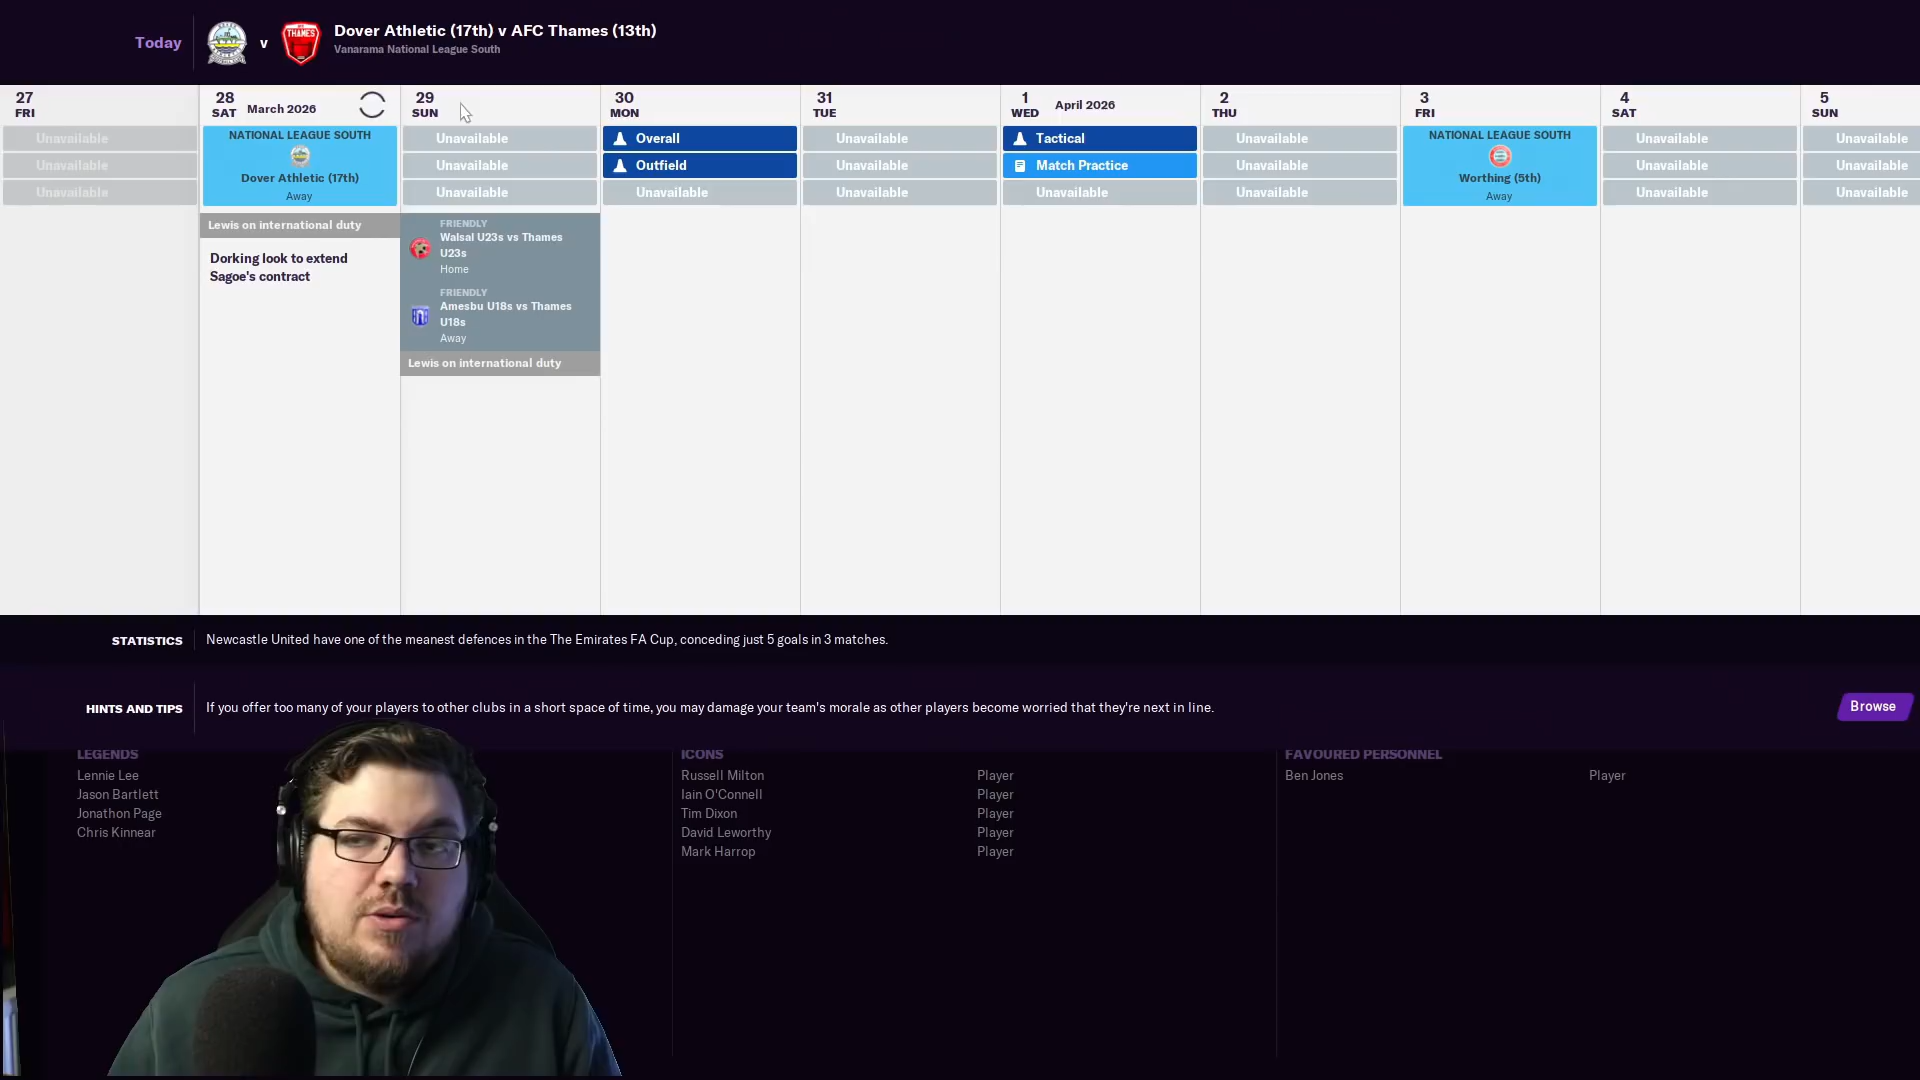 Today
v
THAMES
Dover Athletic (17th) v AFC Thames (13th)
Vanarama National League South
27
FRI
28
SAT
March 2026
29
SUN
30
MON
31
TUE
1
WED
April 2026
2
THU
3
FRI
4
SAT
5
SUN
Unavailable
Unavailable
Unavailable
NATIONAL LEAGUE SOUTH
Dover Athletic (17th)
Away
Lewis on international duty
Dorking look to extend
Sagoe's contract
Unavailable
Unavailable
Unavailable
FRIENDLY
Walsal U23s vs Thames
U23s
Home
FRIENDLY
Amesbu U18s vs Thames
U18s
Away
Lewis on international duty
Overall
Outfield
Unavailable
Unavailable
Unavailable
Unavailable
Tactical
Match Practice
Unavailable
Unavailable
Unavailable
Unavailable
NATIONAL LEAGUE SOUTH
Worthing (5th)
Away
Unavailable
Unavailable
Unavailable
Unavailable
Unavailable
Unavailable
STATISTICS
Newcastle United have one of the meanest defences in the The Emirates FA Cup, conceding just 5 goals in 3 matches.
HINTS AND TIPS
If you offer too many of your players to other clubs in a short space of time, you may damage your team's morale as other players become worried that they're next in line.
Browse
LEGENDS
Lennie Lee
Jason Bartlett
Jonathon Page
Chris Kinnear
ICONS
Russell Milton Player
Iain O'Connell Player
Tim Dixon Player
David Leworthy Player
Mark Harrop Player
FAVOURED PERSONNEL
Ben Jones Player